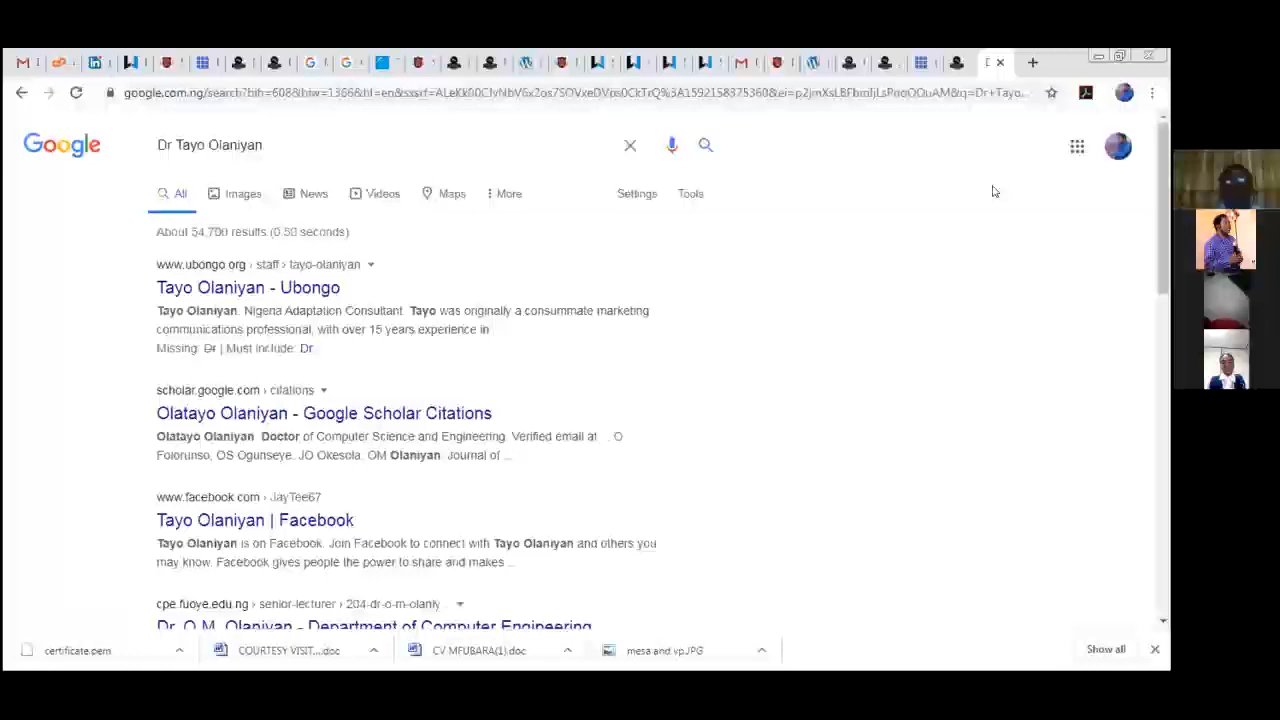 google.com.ng/search?bih=608&biw=1366&hl=en&sxsrf=
Google
Dr Tayo Olaniyan
All Images News Videos Maps More Settings Tools
About 54,700 results (0.59 seconds)
www.ubongo.org › staff › tayo-olaniyan
Tayo Olaniyan - Ubongo
Tayo Olaniyan. Nigeria Adaptation Consultant. Tayo was originally a consummate marketing
communications professional, with over 15 years experience in
Missing: Dr | Must include: Dr
scholar.google.com › citations
Olatayo Olaniyan - Google Scholar Citations
Olatayo Olaniyan. Doctor of Computer Science and Engineering. Verified email at ... O
Folorunso, OS Ogunseye, JO Okesola, OM Olaniyan. Journal of ...
www.facebook.com › JayTee67
Tayo Olaniyan | Facebook
Tayo Olaniyan is on Facebook. Join Facebook to connect with Tayo Olaniyan and others you
may know. Facebook gives people the power to share and makes ...
cpe.fuoye.edu.ng › senior-lecturer › 204-dr-o-m-olaniy
Dr. O.M. Olaniyan - Department of Computer Engineering
certificate.pem COURTESY VISIT....doc CV MFUBARA(1).doc mesa and vp.JPG Show all